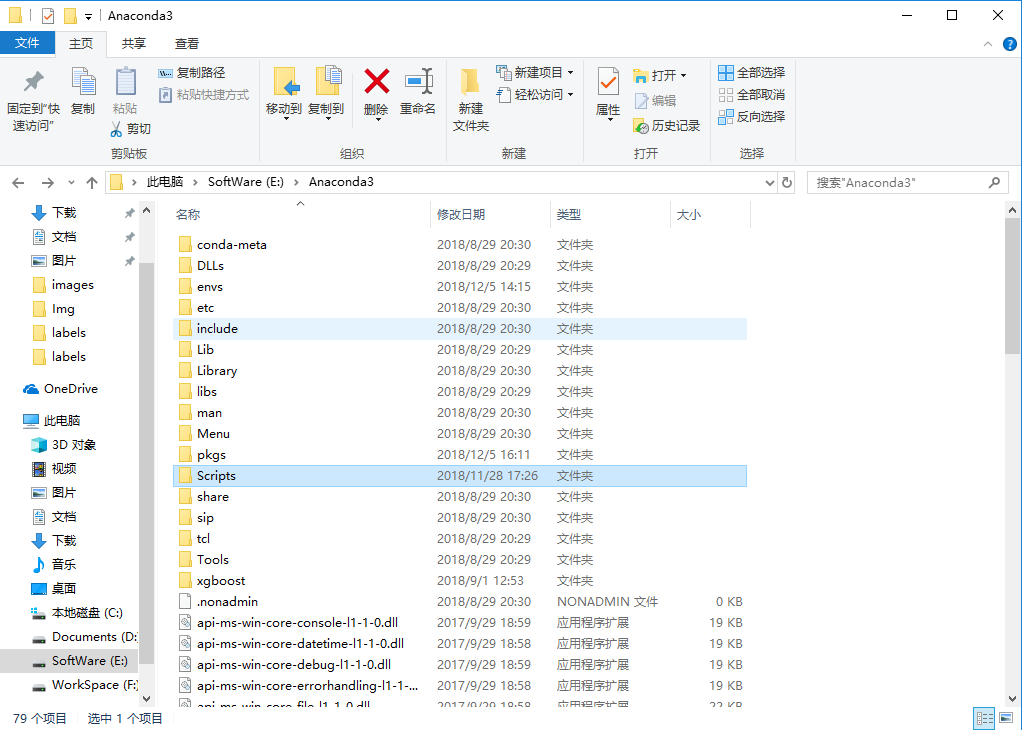 Anaconda3
文件 主页 共享 查看
固定到"快速访问"
复制
粘贴
复制路径
粘贴快捷方式
剪切
剪贴板
移动到
复制到
删除
重命名
组织
新建文件夹
新建项目
轻松访问
新建
属性
打开
编辑
历史记录
打开
全部选择
全部取消
反向选择
选择
此电脑 > SoftWare (E:) > Anaconda3
搜索"Anaconda3"
下载
文档
图片
images
Img
labels
labels
OneDrive
此电脑
3D 对象
视频
图片
文档
下载
音乐
桌面
本地磁盘 (C:)
Documents (D:
SoftWare (E:)
WorkSpace (F:)
名称 修改日期 类型 大小
conda-meta 2018/8/29 20:30 文件夹
DLLs 2018/8/29 20:29 文件夹
envs 2018/12/5 14:15 文件夹
etc 2018/8/29 20:30 文件夹
include 2018/8/29 20:30 文件夹
Lib 2018/8/29 20:29 文件夹
Library 2018/8/29 20:30 文件夹
libs 2018/8/29 20:29 文件夹
man 2018/8/29 20:30 文件夹
Menu 2018/8/29 20:30 文件夹
pkgs 2018/12/5 16:11 文件夹
Scripts 2018/11/28 17:26 文件夹
share 2018/8/29 20:30 文件夹
sip 2018/8/29 20:30 文件夹
tcl 2018/8/29 20:29 文件夹
Tools 2018/8/29 20:29 文件夹
xgboost 2018/9/1 12:53 文件夹
.nonadmin 2018/8/29 20:30 NONADMIN 文件 0 KB
api-ms-win-core-console-l1-1-0.dll 2017/9/29 18:59 应用程序扩展 19 KB
api-ms-win-core-datetime-l1-1-0.dll 2017/9/29 18:58 应用程序扩展 19 KB
api-ms-win-core-debug-l1-1-0.dll 2017/9/29 18:59 应用程序扩展 19 KB
api-ms-win-core-errorhandling-l1-1-... 2017/9/29 18:58 应用程序扩展 19 KB
api-ms-win-core-file-l1-1-0.dll 2017/9/29 18:58 应用程序扩展 22 KB
79 个项目 选中 1 个项目